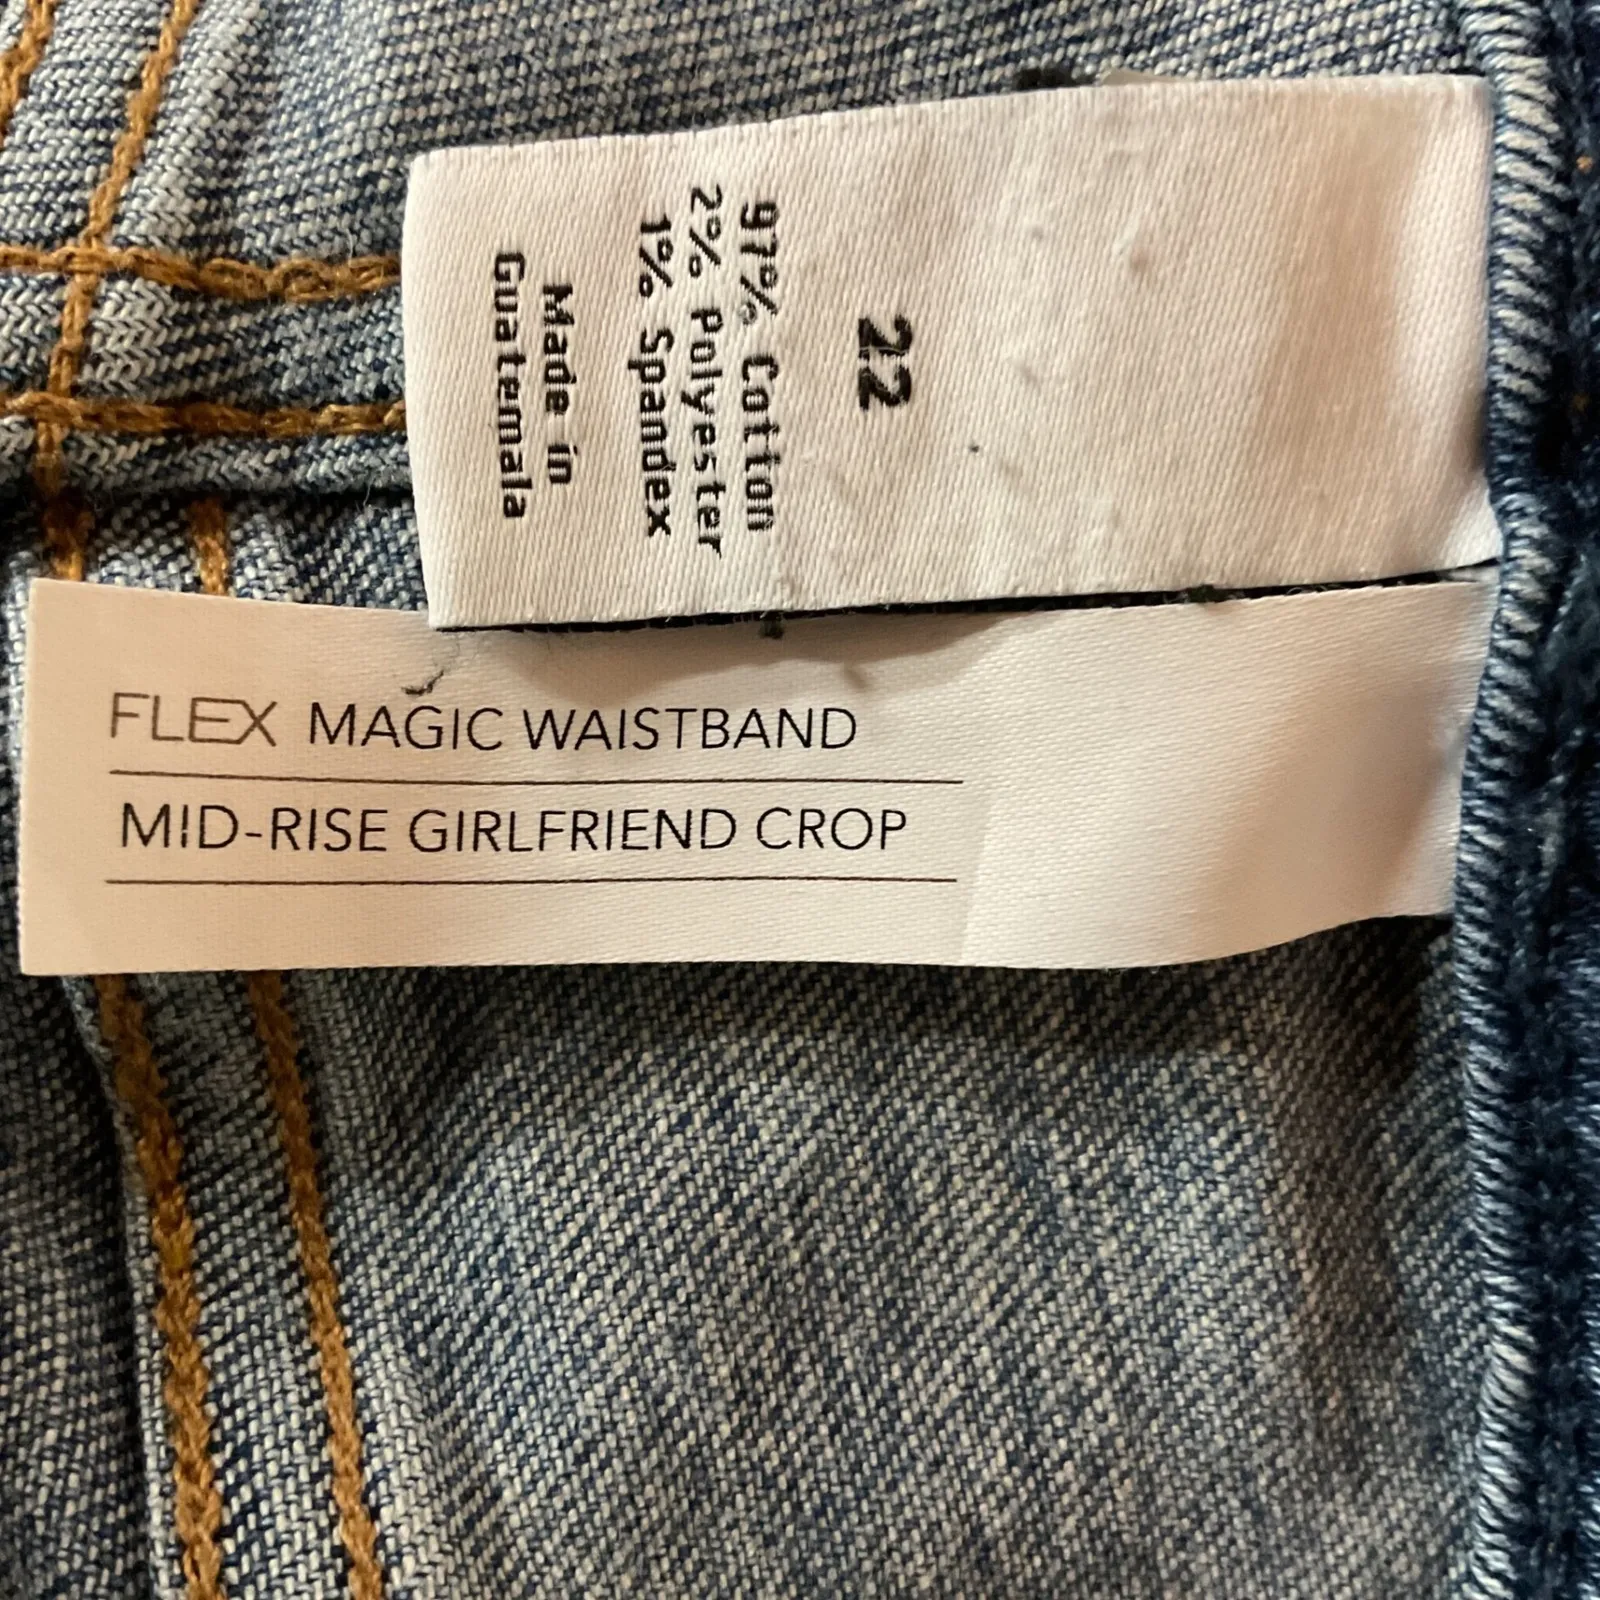 22
97% Cotton
2% Polyester
1% Spandex
Made in
Guatemala
FLEX MAGIC WAISTBAND
MID-RISE GIRLFRIEND CROP